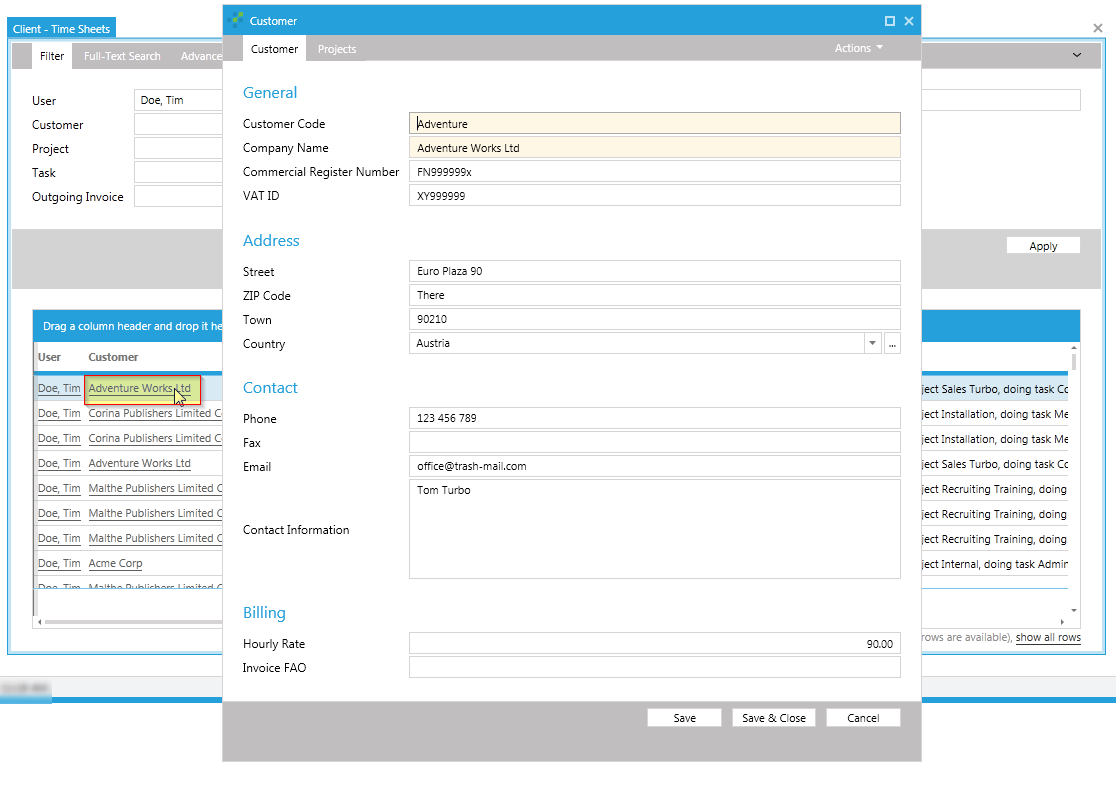 Customer
Client - Time Sheets
Customer Projects Actions
Filter Full-Text Search Advance
General
User Doe, Tim
Customer
Project
Task
Outgoing Invoice
Customer Code Adventure
Company Name Adventure Works Ltd
Commercial Register Number FN999999x
VAT ID XY999999
Address
Apply
Street Euro Plaza 90
ZIP Code There
Town 90210
Country Austria ...
Drag a column header and drop it he
User Customer
Doe, Tim Adventure Works Ltd
Doe, Tim Corina Publishers Limited Co
Doe, Tim Corina Publishers Limited Co
Doe, Tim Adventure Works Ltd
Doe, Tim Malthe Publishers Limited C
Doe, Tim Malthe Publishers Limited C
Doe, Tim Malthe Publishers Limited C
Doe, Tim Acme Corp
Doe, Tim Malthe Publishers Limited C
Contact
Phone 123 456 789
Fax
Email office@trash-mail.com
Contact Information Tom Turbo
Billing
Hourly Rate 90.00
Invoice FAO
ject Sales Turbo, doing task Co
ject Installation, doing task Me
ject Installation, doing task Me
ject Sales Turbo, doing task Co
ject Recruiting Training, doing
ject Recruiting Training, doing
ject Recruiting Training, doing
ject Internal, doing task Admin
rows are available), show all rows
Save Save & Close Cancel